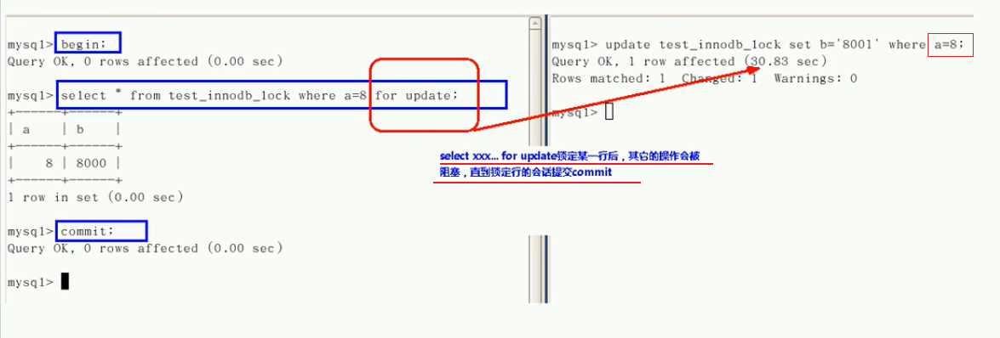 mysql> begin;
Query OK, 0 rows affected (0.00 sec)
mysql> select * from test_innodb_lock where a=8 for update;
+------+------+
| a    | b    |
+------+------+
|    8 | 8000 |
+------+------+
1 row in set (0.00 sec)
mysql> commit;
Query OK, 0 rows affected (0.00 sec)
mysql>
mysql> update test_innodb_lock set b='8001' where a=8;
Query OK, 1 row affected (30.83 sec)
Rows matched: 1  Changed: 1  Warnings: 0
mysql>
select xxx... for update锁定某一行后，其它的操作会被
阻塞，直到锁定行的会话提交commit